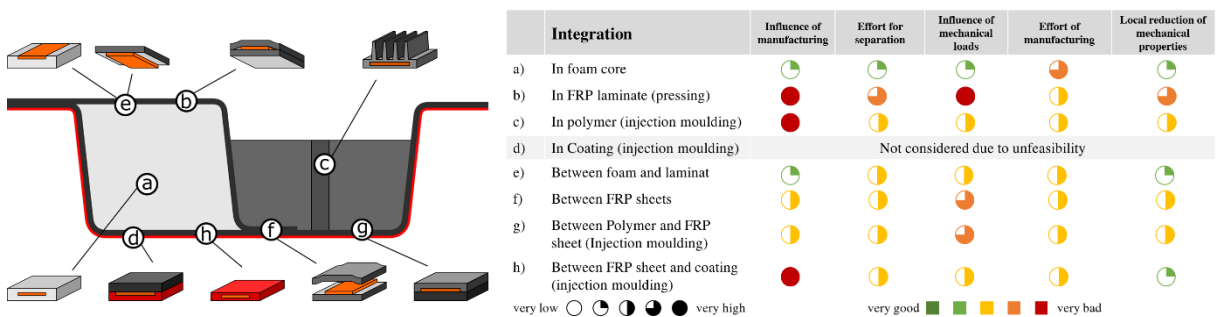 e
b
c
a
d
h
f
g
Integration
Influence of
manufacturing
Effort for
separation
Influence of
mechanical
loads
Effort of
manufacturing
Local reduction of
mechanical
properties
a) In foam core
b) In FRP laminate (pressing)
c) In polymer (injection moulding)
d) In Coating (injection moulding) Not considered due to unfeasibility
e) Between foam and laminat
f) Between FRP sheets
g) Between Polymer and FRP
sheet (Injection moulding)
h) Between FRP sheet and coating
(injection moulding)
very low very high very good very bad